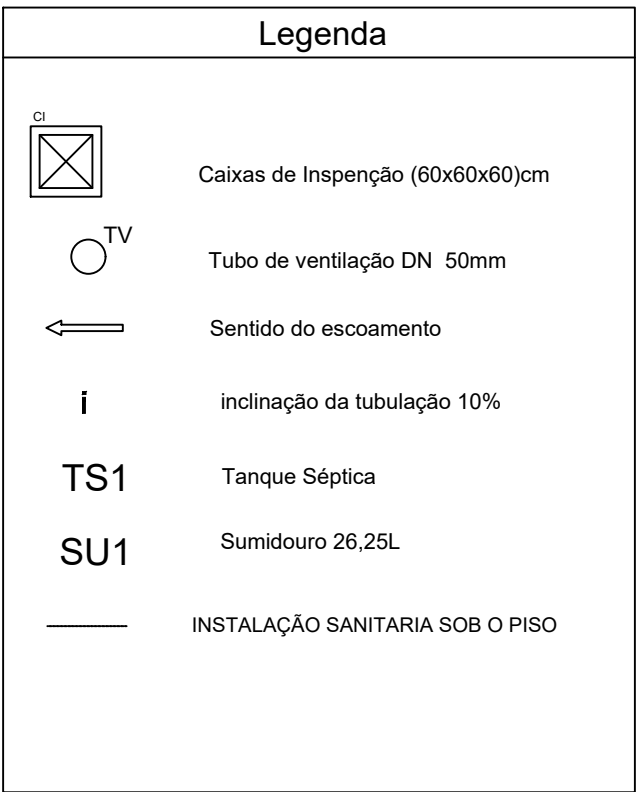 Legenda
CI
Caixas de Inspenção (60x60x60)cm
TV
Tubo de ventilação DN 50mm
Sentido do escoamento
i inclinação da tubulação 10%
TS1 Tanque Séptica
SU1 Sumidouro 26,25L
INSTALAÇÃO SANITARIA SOB O PISO